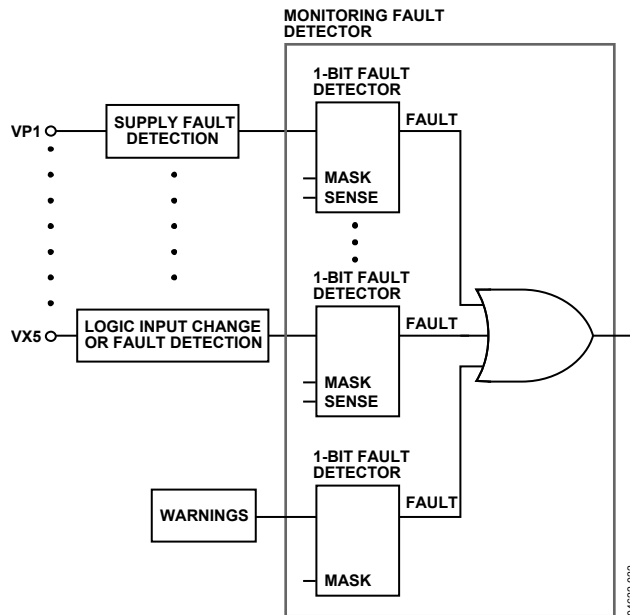 MONITORING FAULT
DETECTOR
1-BIT FAULT
DETECTOR
VP1
SUPPLY FAULT
DETECTION
FAULT
MASK
SENSE
1-BIT FAULT
DETECTOR
VX5
LOGIC INPUT CHANGE
OR FAULT DETECTION
FAULT
MASK
SENSE
1-BIT FAULT
DETECTOR
WARNINGS
FAULT
MASK